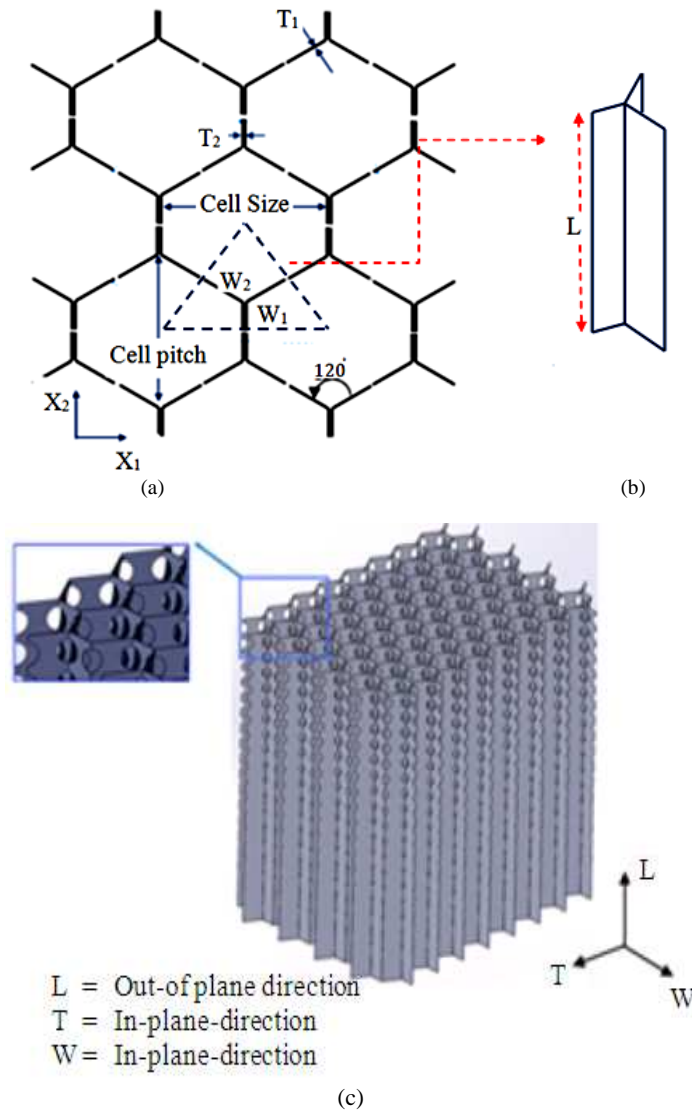 T₁
T₂
Cell Size
W₂
W₁
Cell pitch
120°
X₂
X₁
(a)
L
(b)
L
T
W
L = Out-of plane direction
T = In-plane-direction
W = In-plane-direction
(c)